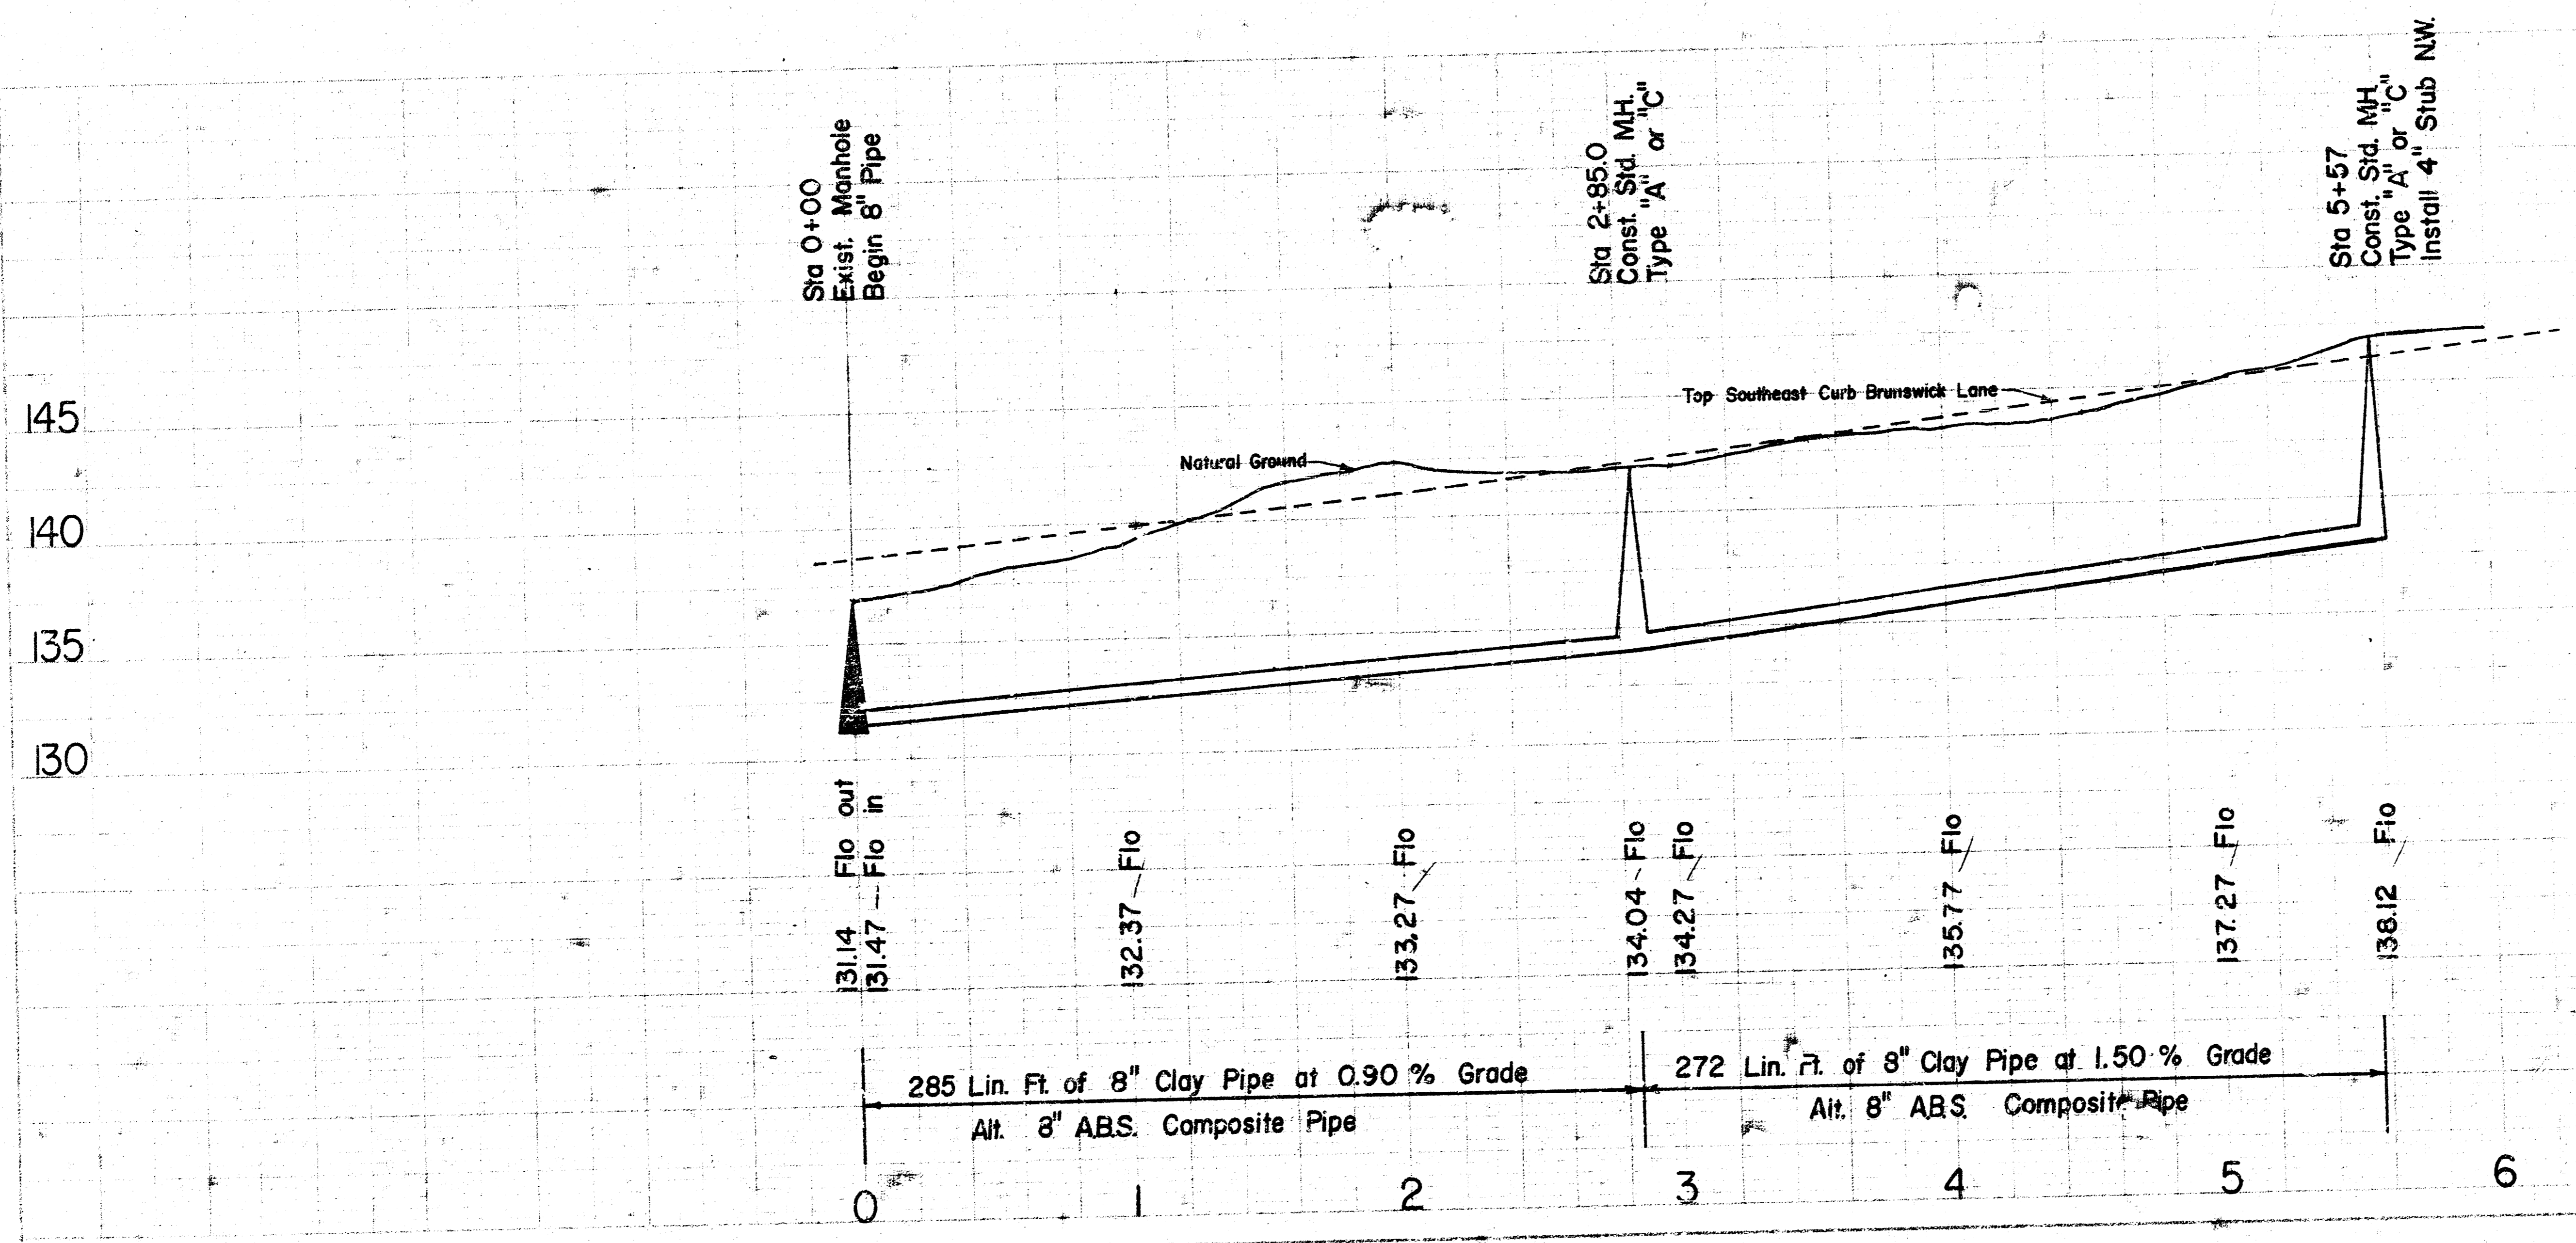 Sta 0+00
Exist. Manhole
Begin 8" Pipe
Sta 2+85.0
Const. Std. M.H.
Type "A" or "C"
Sta 5+57
Const. Std. M.H.
Type "A" or "C"
Install 4" Stub N.W.
145
140
135
130
Natural Ground
Top Southeast Curb Brunswick Lane
131.14 Flo out
131.47 Flo in
132.37 Flo
133.27 Flo
134.04 Flo
134.27 Flo
135.77 Flo
137.27 Flo
138.12 Flo
285 Lin. Ft. of 8" Clay Pipe at 0.90 % Grade
Alt. 8" A.B.S. Composite Pipe
272 Lin. Ft. of 8" Clay Pipe at 1.50 % Grade
Alt. 8" A.B.S. Composite Pipe
0 1 2 3 4 5 6